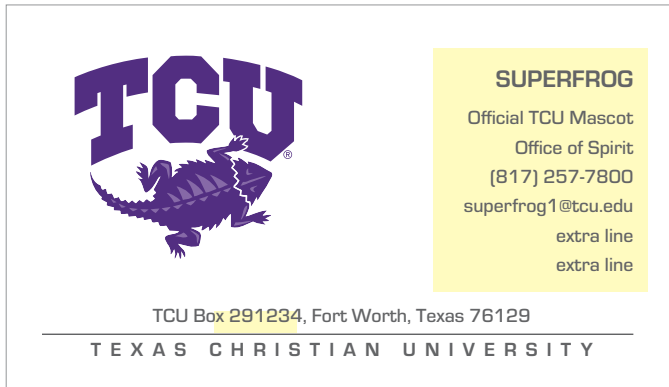 TCU®
SUPERFROG
Official TCU Mascot
Office of Spirit
(817) 257-7800
superfrog1@tcu.edu
extra line
extra line
TCU Box 291234, Fort Worth, Texas 76129
TEXAS CHRISTIAN UNIVERSITY